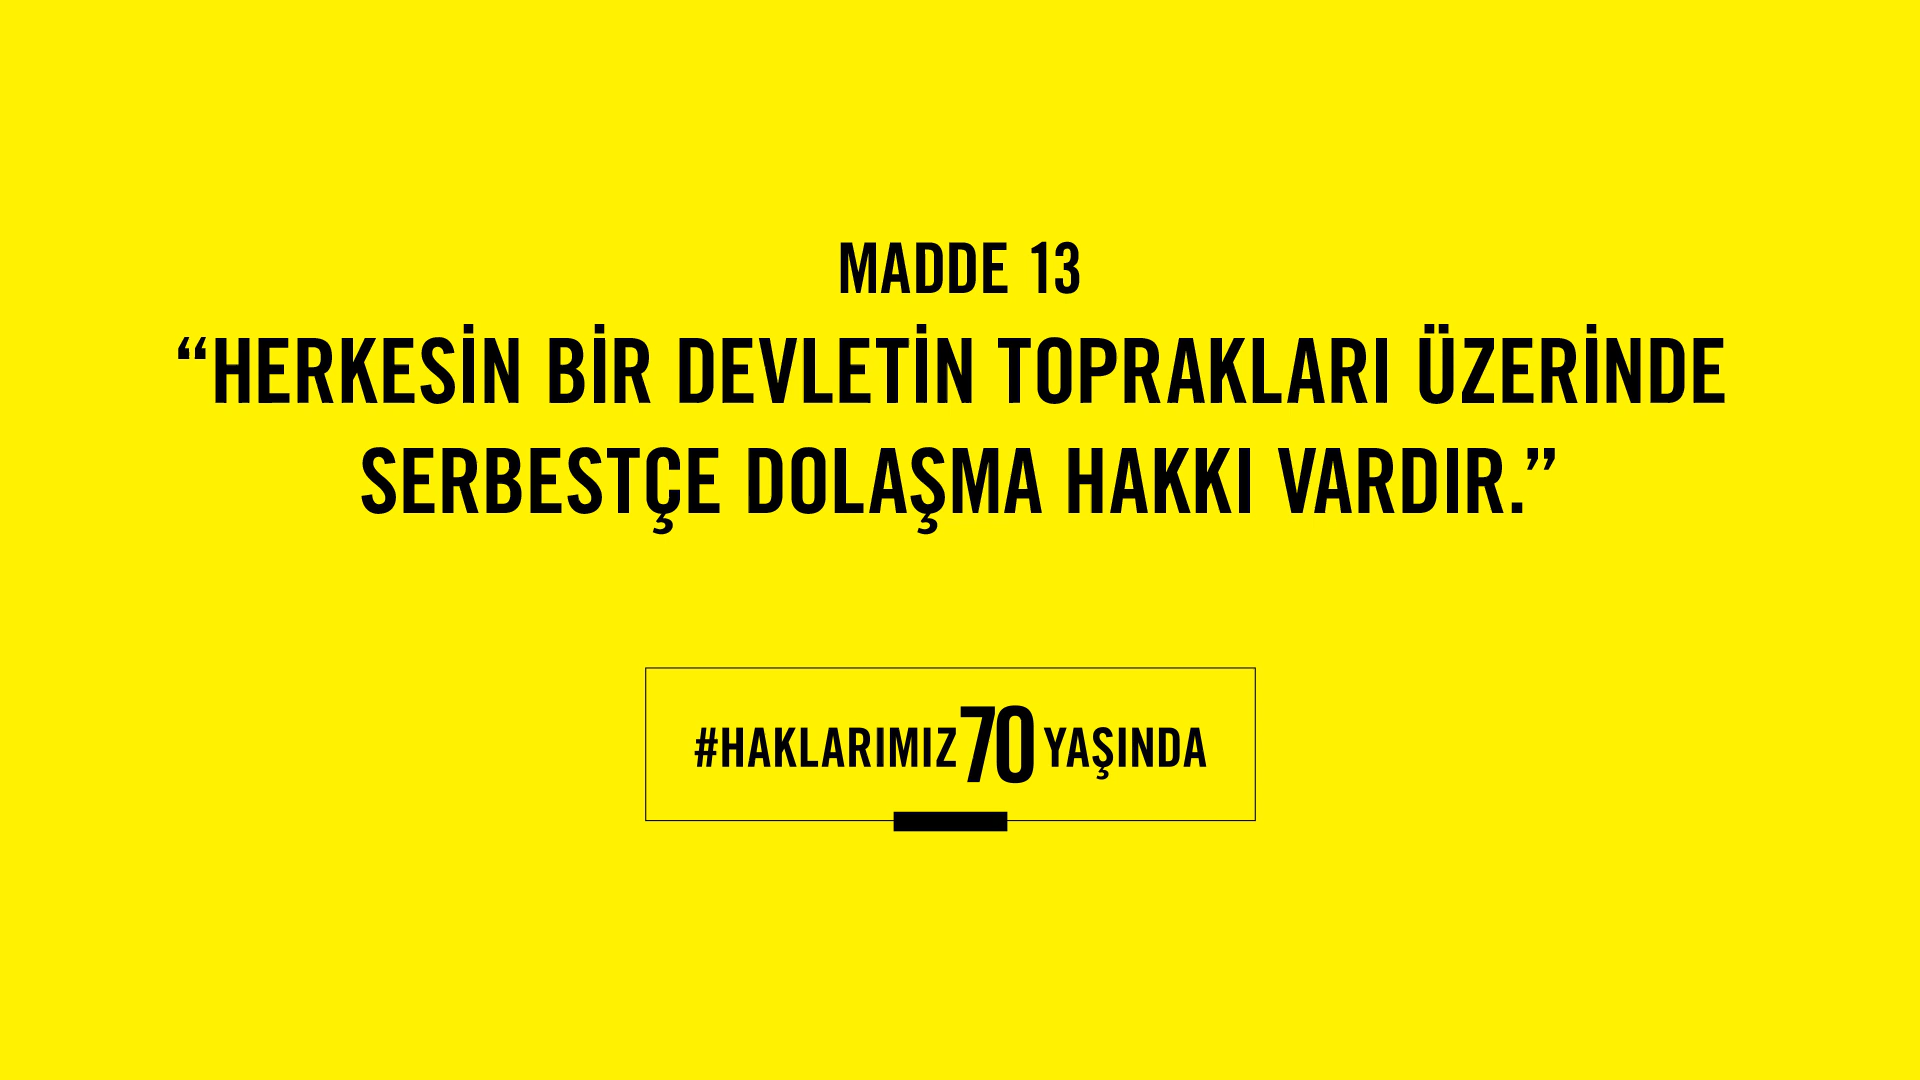 MADDE 13
“HERKESİN BİR DEVLETİN TOPRAKLARI ÜZERİNDE
SERBESTÇE DOLAŞMA HAKKI VARDIR.”
#HAKLARIMIZ70YAŞINDA